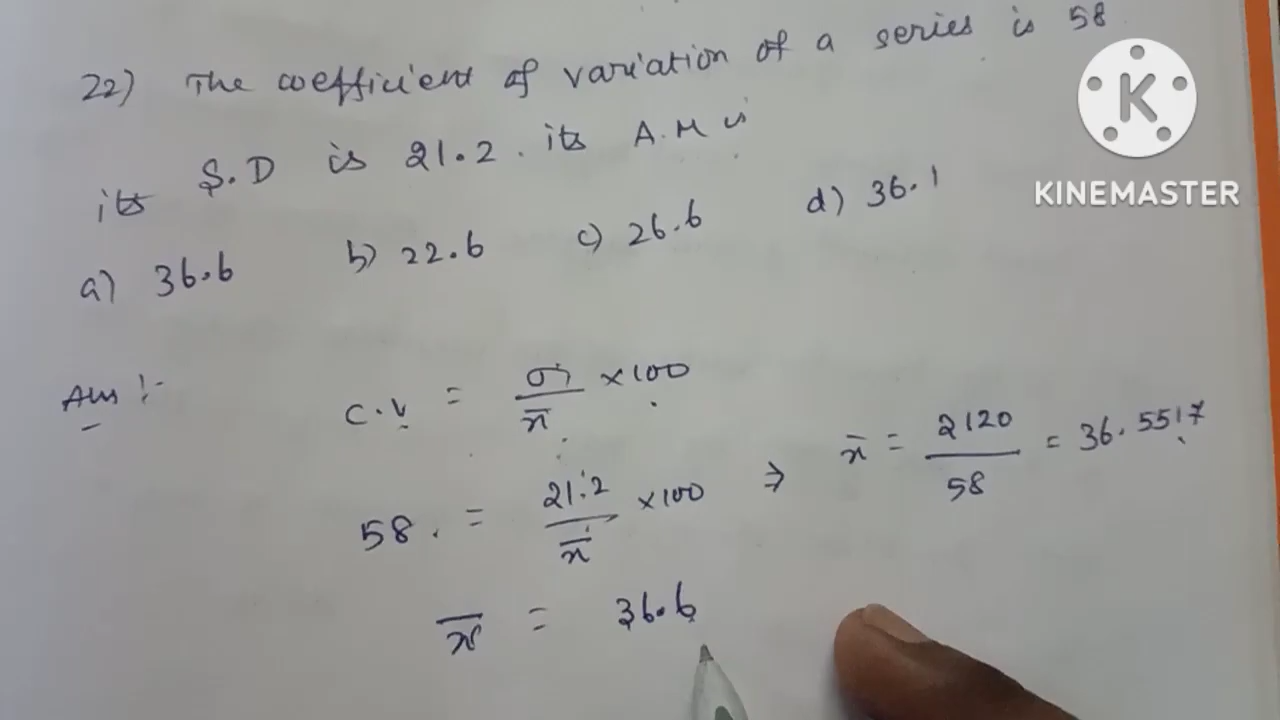 22) The coefficient of variation of a series is 58
its S.D is 21.2. its A.M is
a) 36.6 b) 22.6 c) 26.6 d) 36.1
Ans :-
C.V = σ/x̄ × 100
58. = 21.2/x̄ × 100 ⇒ x̄ = 2120/58 = 36.5517
x̄ = 36.6
K
KINEMASTER